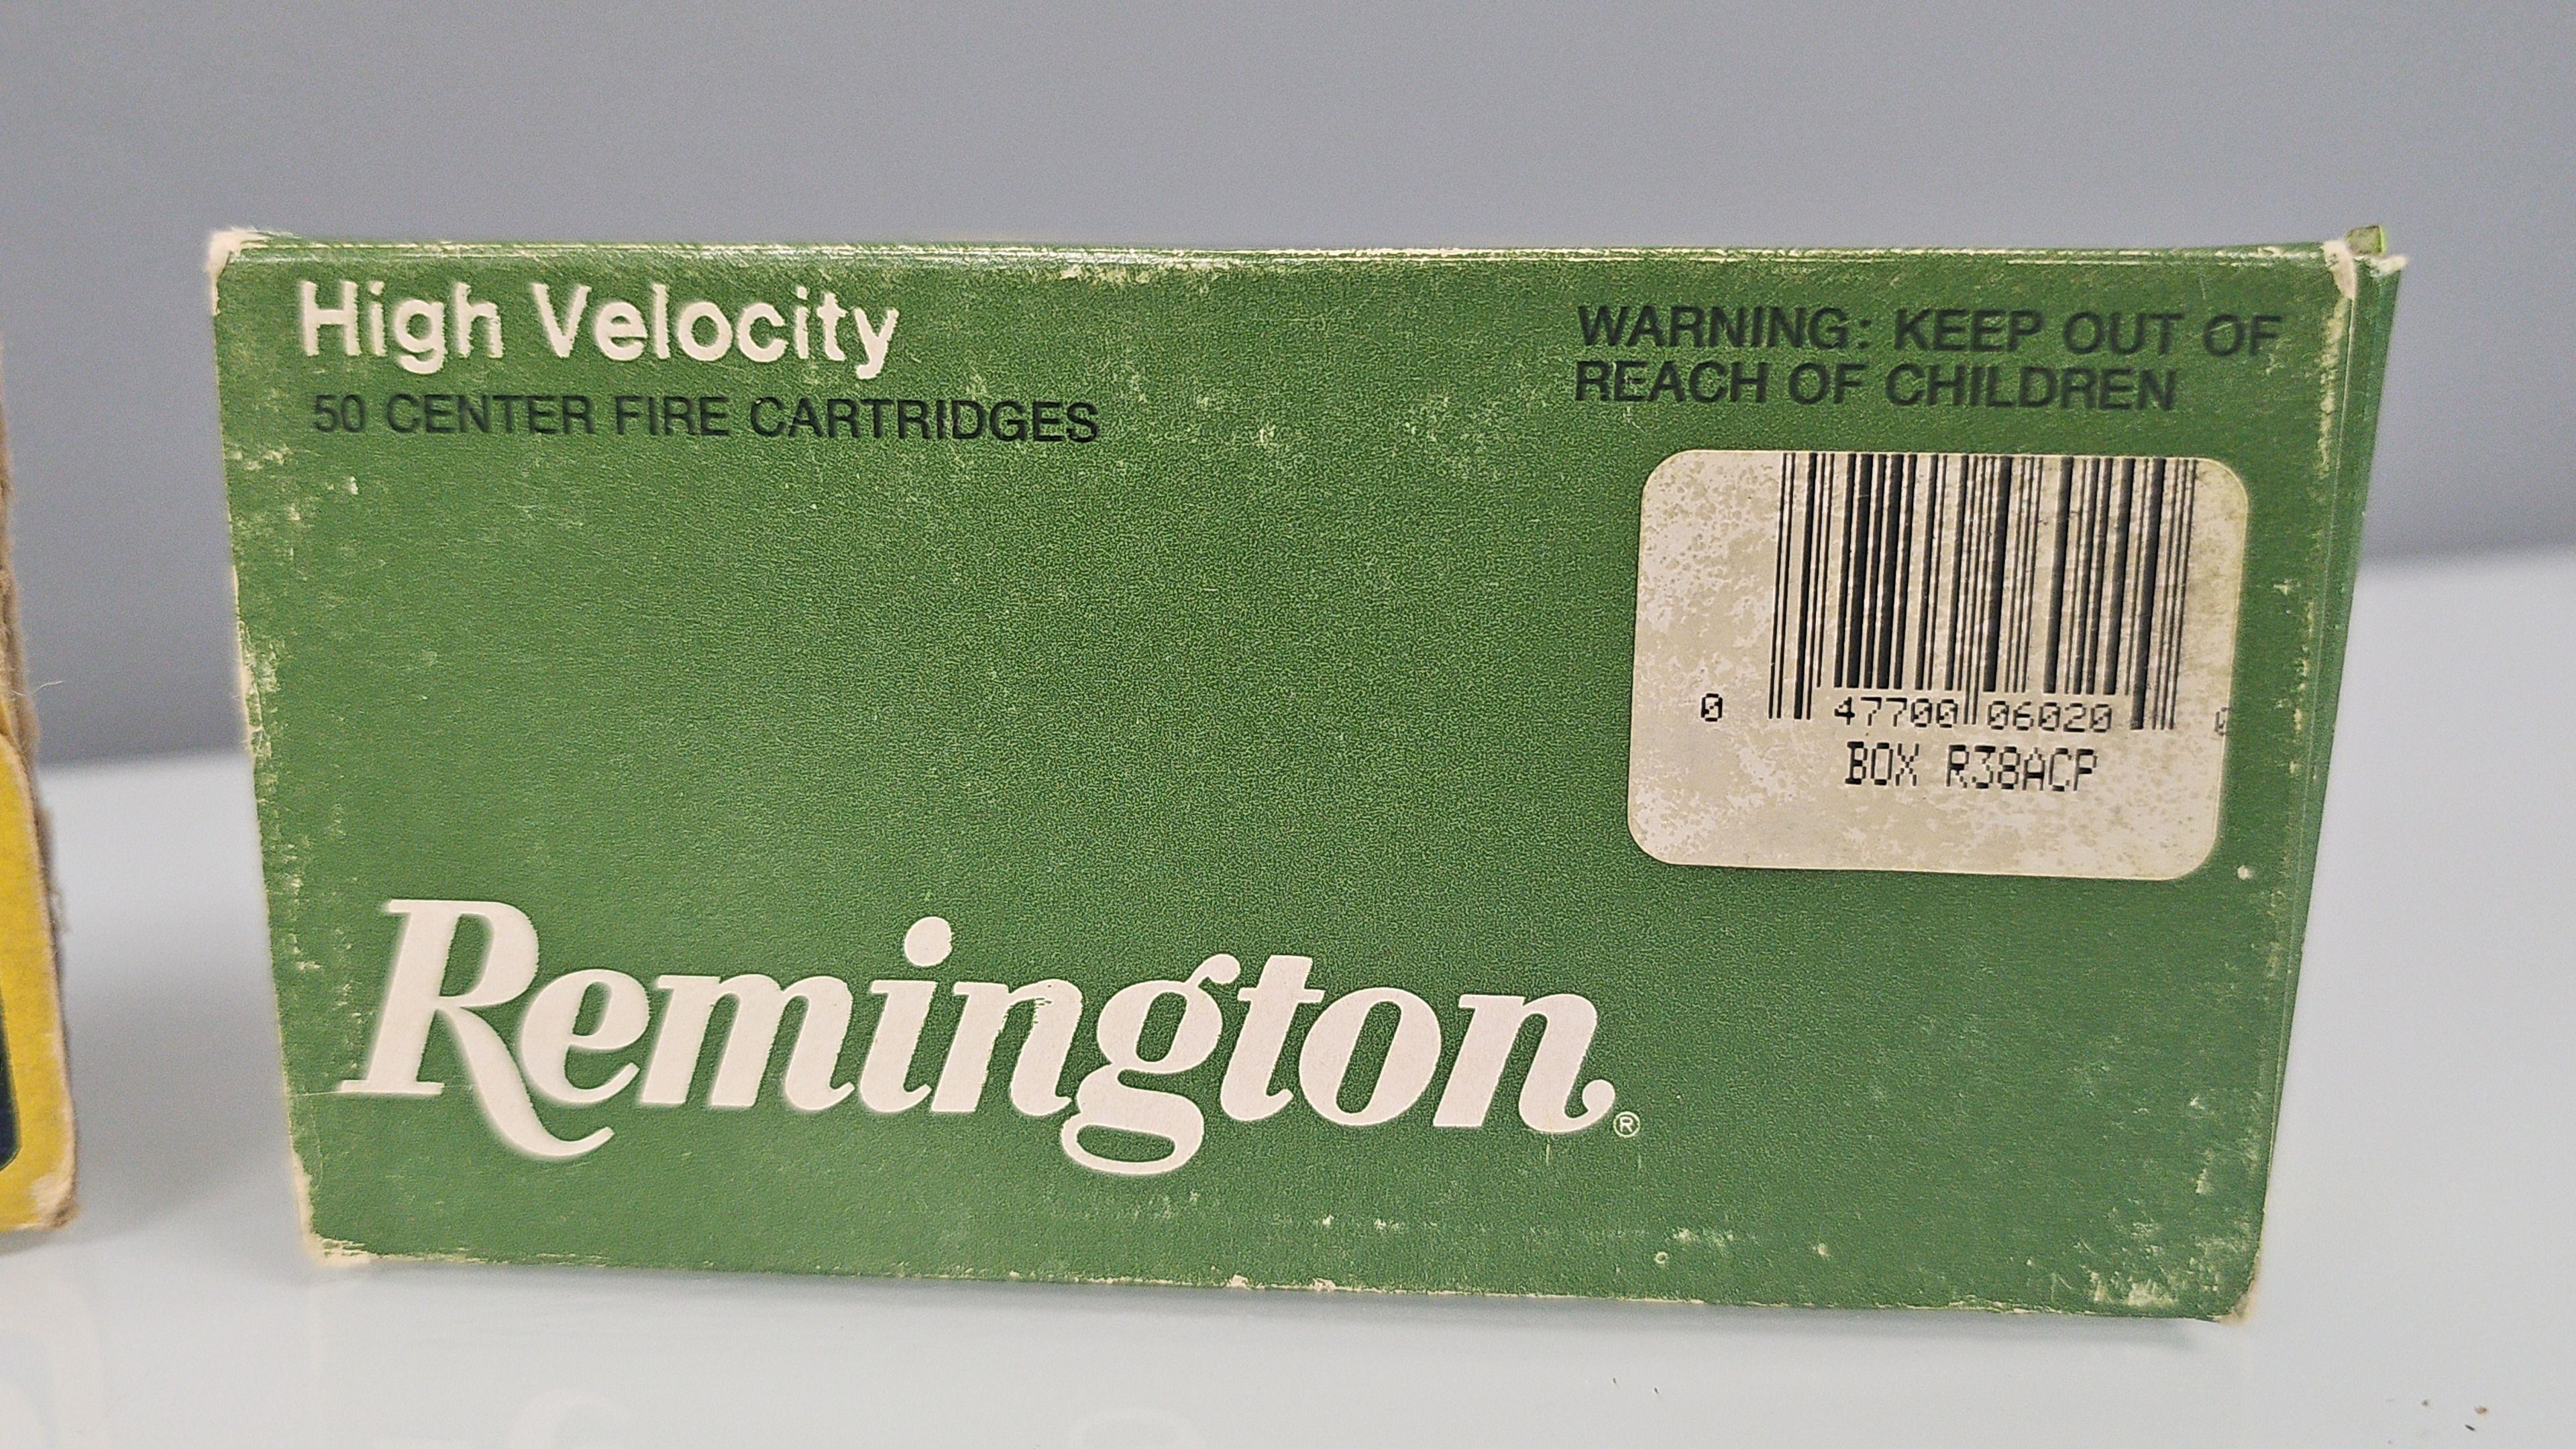 High Velocity
50 CENTER FIRE CARTRIDGES
WARNING: KEEP OUT OF
REACH OF CHILDREN
0 47700 06020
BOX R38ACP
Remington®